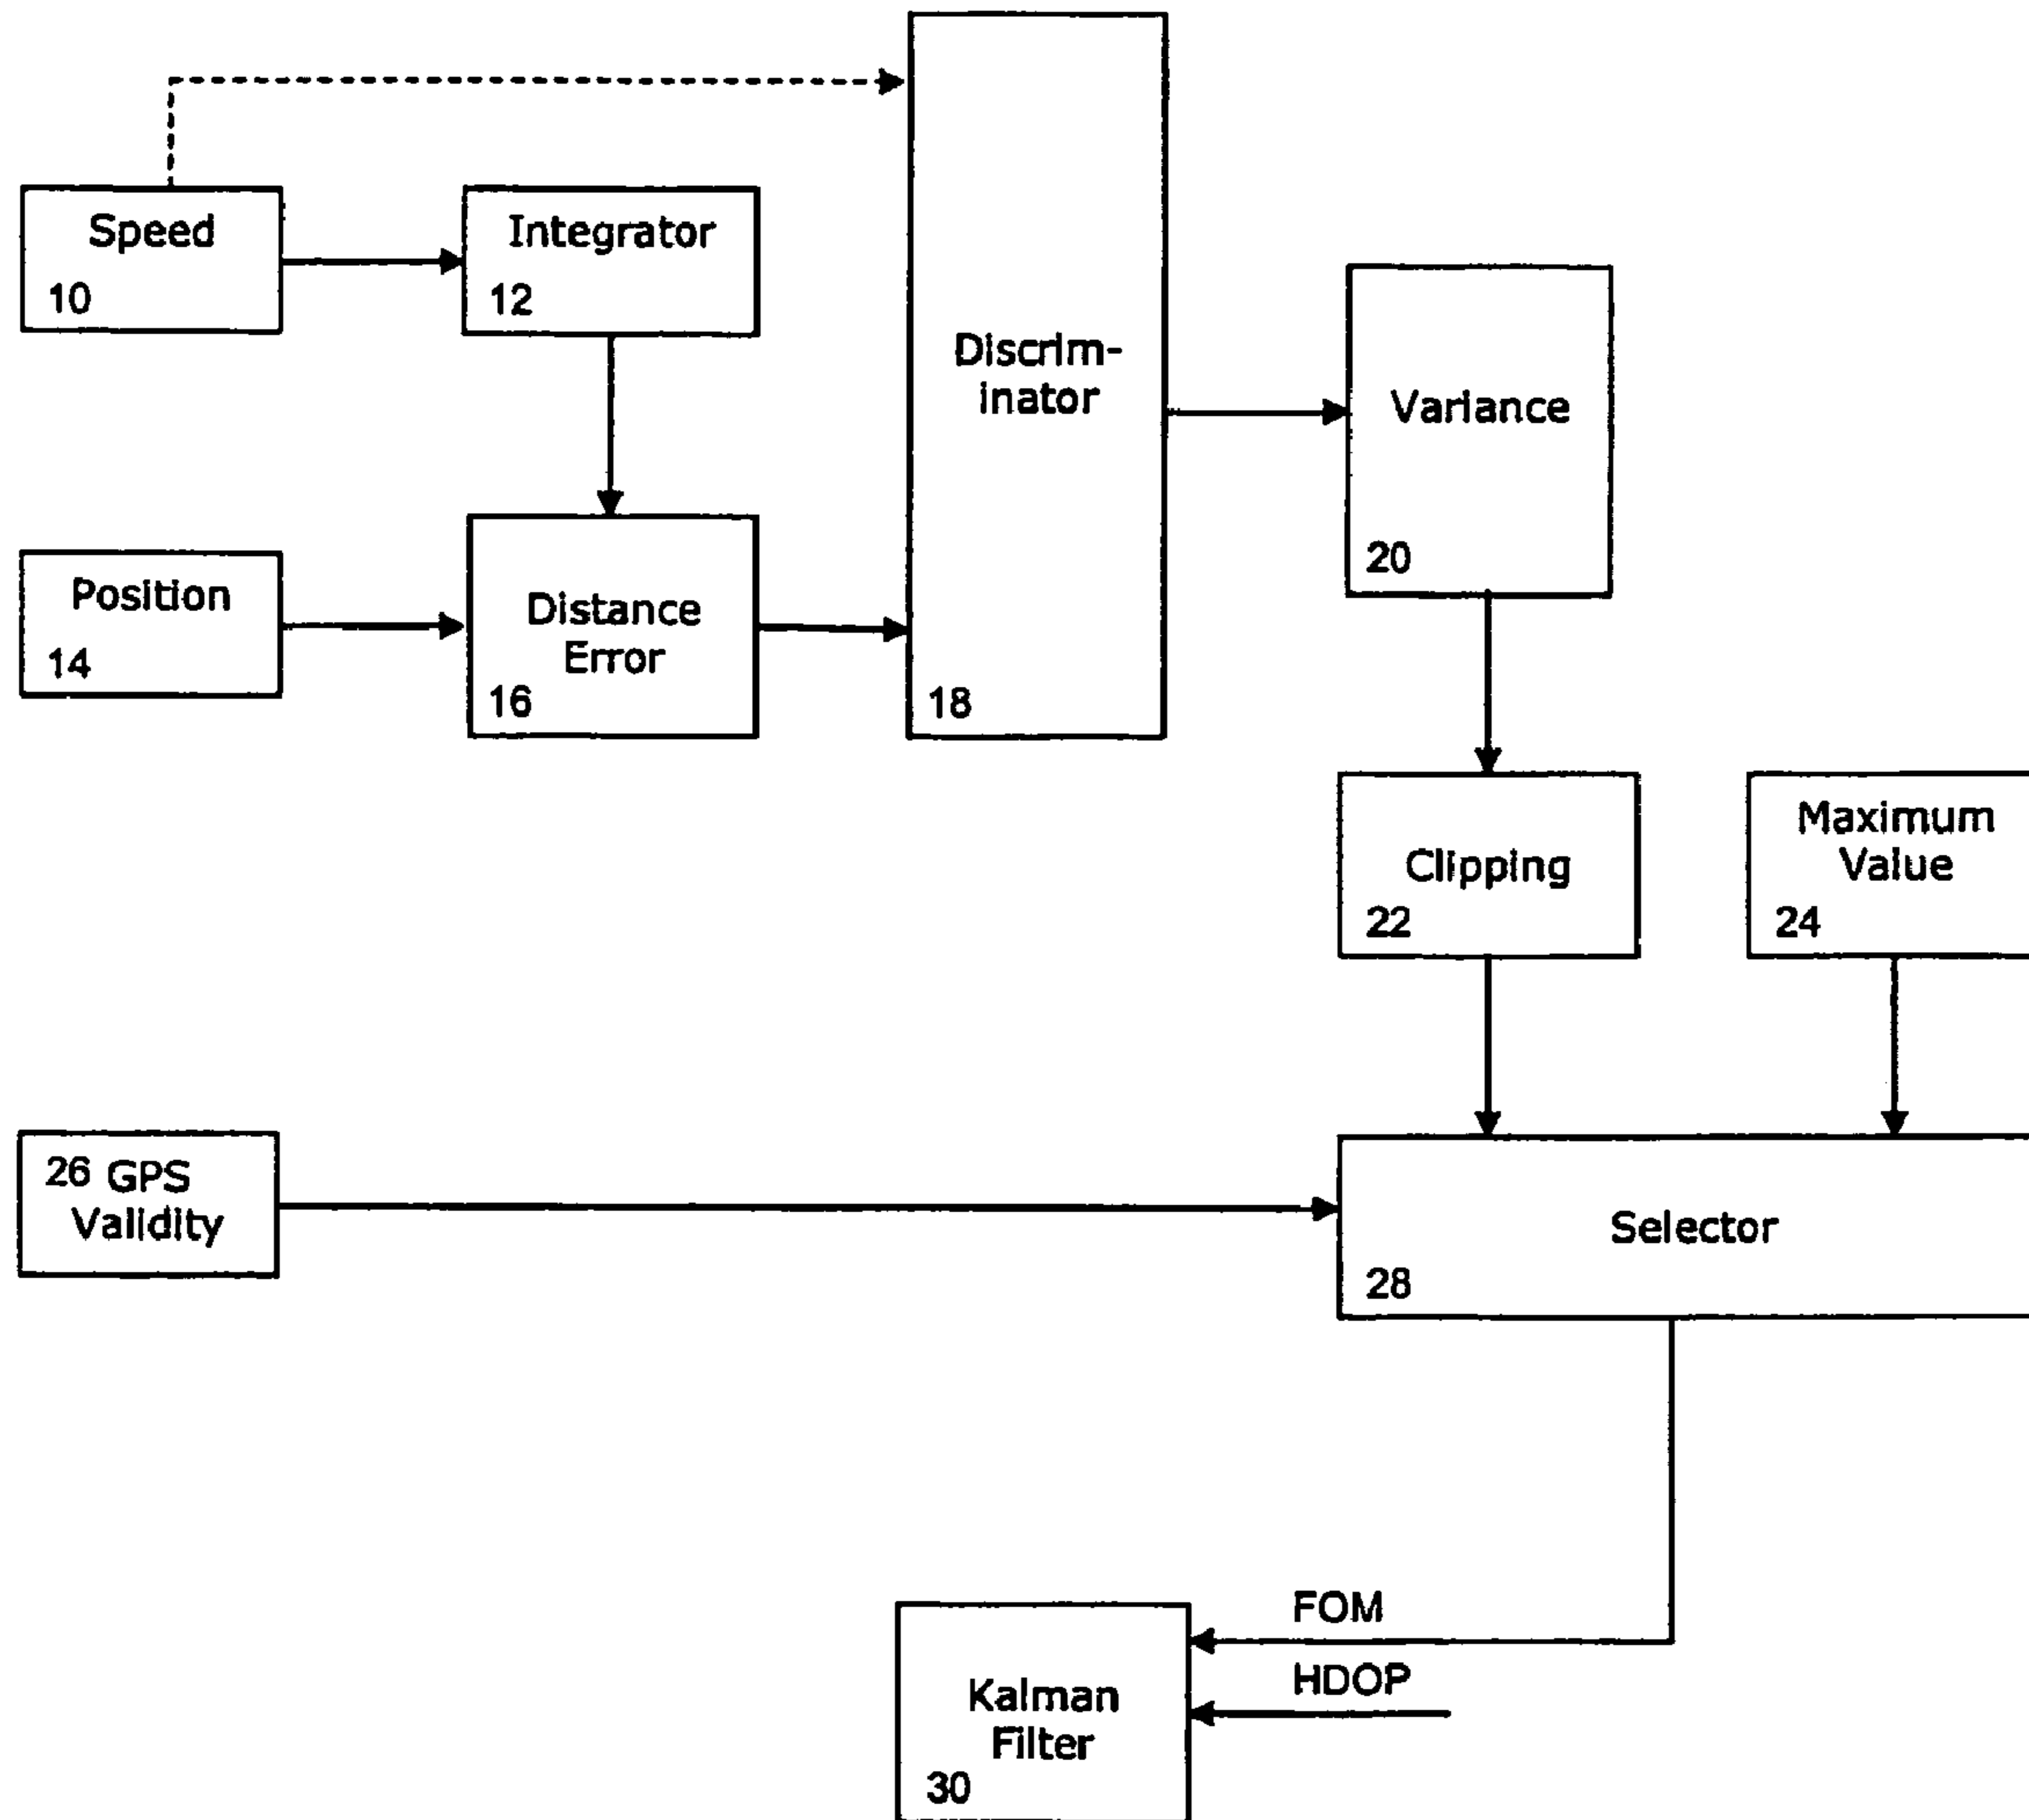 Speed
10
Integrator
12
Discrim-
inator
18
Variance
20
Position
14
Distance
Error
16
Clipping
22
Maximum
Value
24
26 GPS
Validity
Selector
28
FOM
HDOP
Kalman
Filter
30